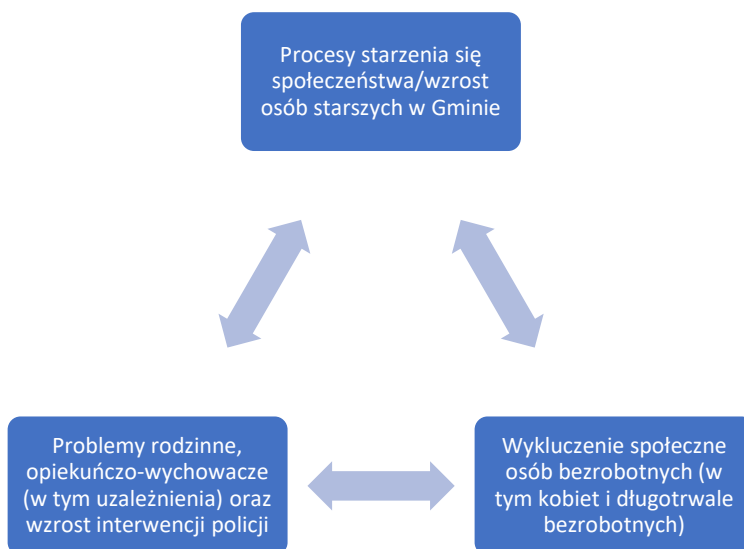 Procesy starzenia się
społeczeństwa/wzrost
osób starszych w Gminie
Problemy rodzinne,
opiekuńczo-wychowacze
(w tym uzależnienia) oraz
wzrost interwencji policji
Wykluczenie społeczne
osób bezrobotnych (w
tym kobiet i długotrwale
bezrobotnych)